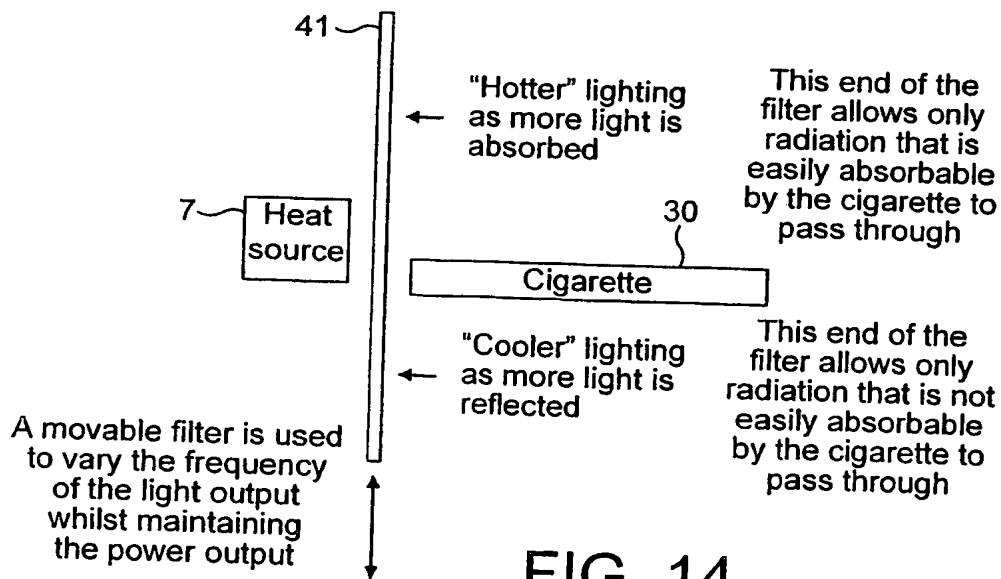 41
"Hotter" lighting
as more light is
absorbed
This end of the
filter allows only
radiation that is
easily absorbable
by the cigarette to
pass through
7
Heat
source
30
Cigarette
"Cooler" lighting
as more light is
reflected
This end of the
filter allows only
radiation that is not
easily absorbable
by the cigarette to
pass through
A movable filter is used
to vary the frequency
of the light output
whilst maintaining
the power output
FIG. 14